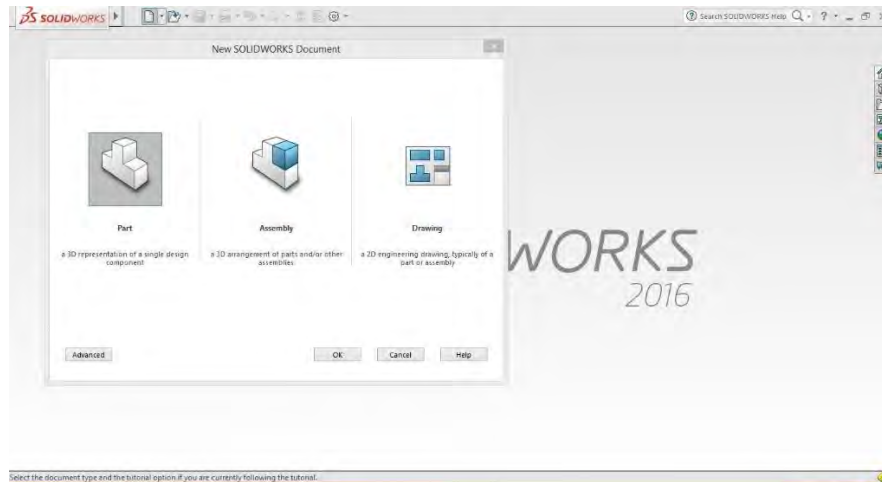 SOLIDWORKS
Search SOLIDWORKS Help
New SOLIDWORKS Document
Part
Assembly
Drawing
a 3D representation of a single design
component
a 3D arrangement of parts and/or other
assemblies
a 2D engineering drawing, typically of a
part or assembly
WORKS
2016
Advanced
OK
Cancel
Help
Select the document type and the tutorial option if you are currently following the tutorial.